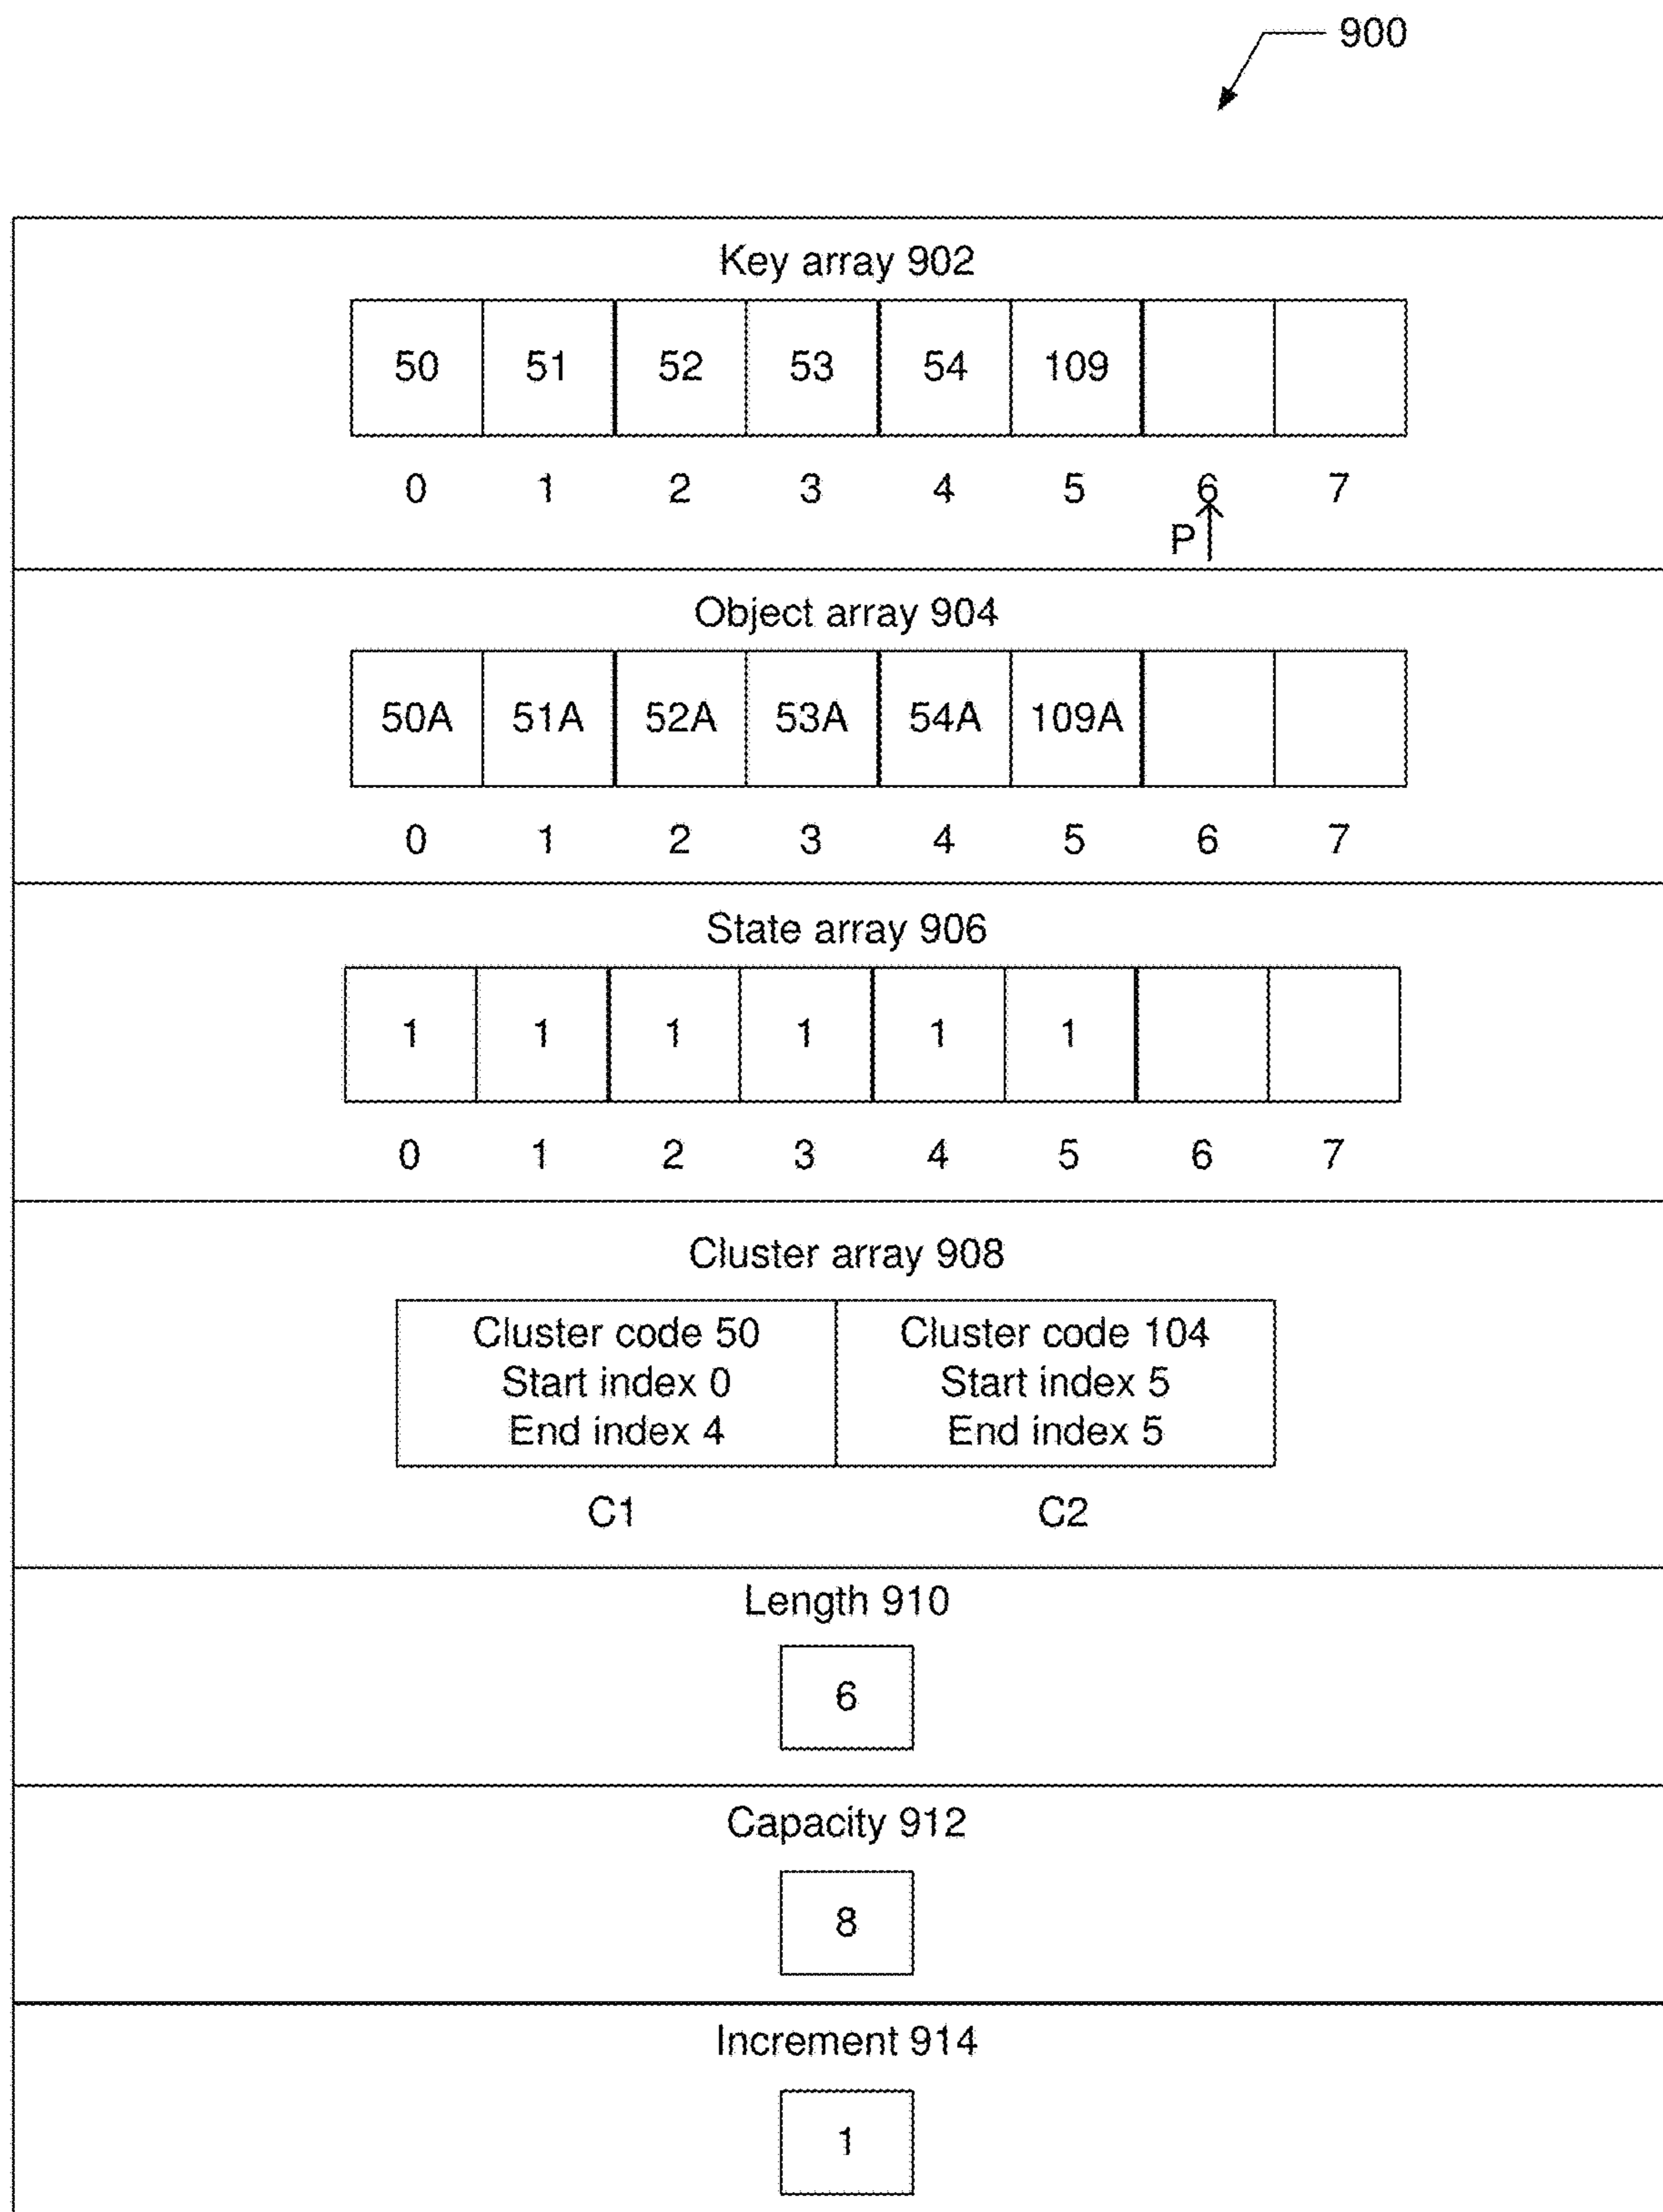 900
Key array 902
50 51 52 53 54 109
0 1 2 3 4 5 6 7
P
Object array 904
50A 51A 52A 53A 54A 109A
0 1 2 3 4 5 6 7
State array 906
1 1 1 1 1 1
0 1 2 3 4 5 6 7
Cluster array 908
Cluster code 50 Cluster code 104
Start index 0 Start index 5
End index 4 End index 5
C1 C2
Length 910
6
Capacity 912
8
Increment 914
1